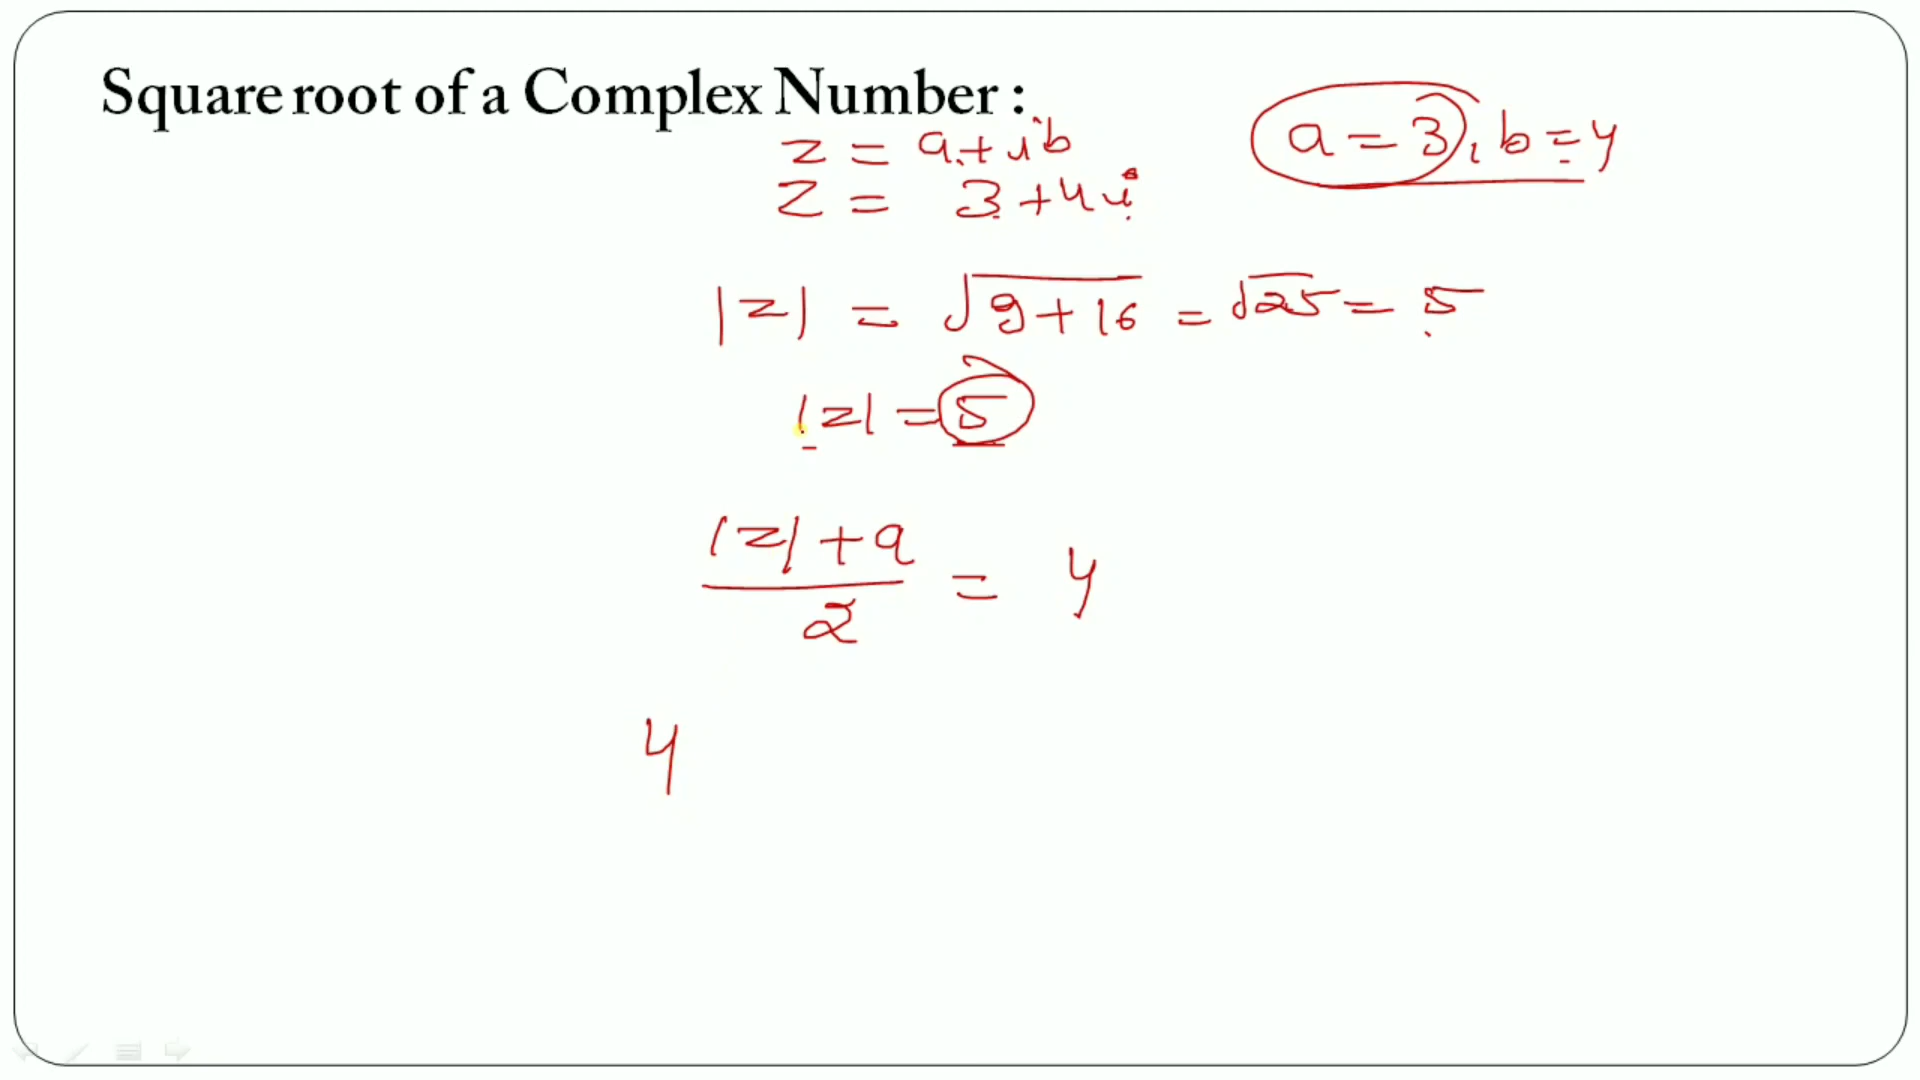 Square root of a Complex Number :
z = a + ib
a = 3, b = 4
z = 3 + 4i
|z| = √9 + 16 = √25 = 5
|z| = 5
|z| + a
2
= 4
4